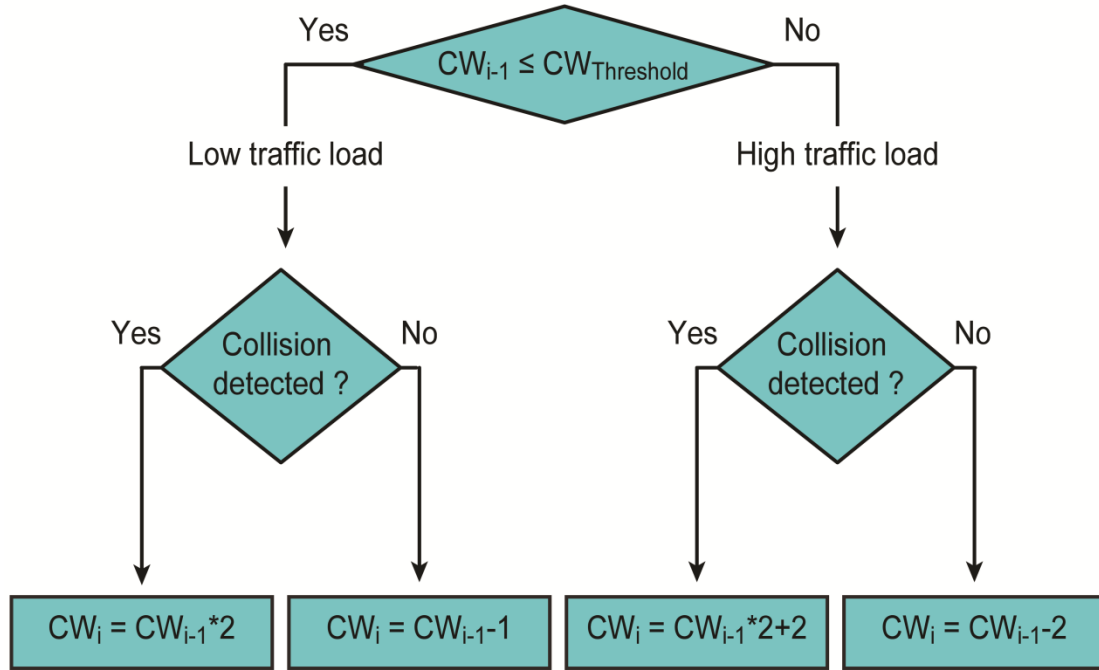 Yes
No
CWi-1 ≤ CWThreshold
Low traffic load
High traffic load
Yes
No
Collision
detected ?
Yes
No
Collision
detected ?
CWi = CWi-1*2
CWi = CWi-1-1
CWi = CWi-1*2+2
CWi = CWi-1-2